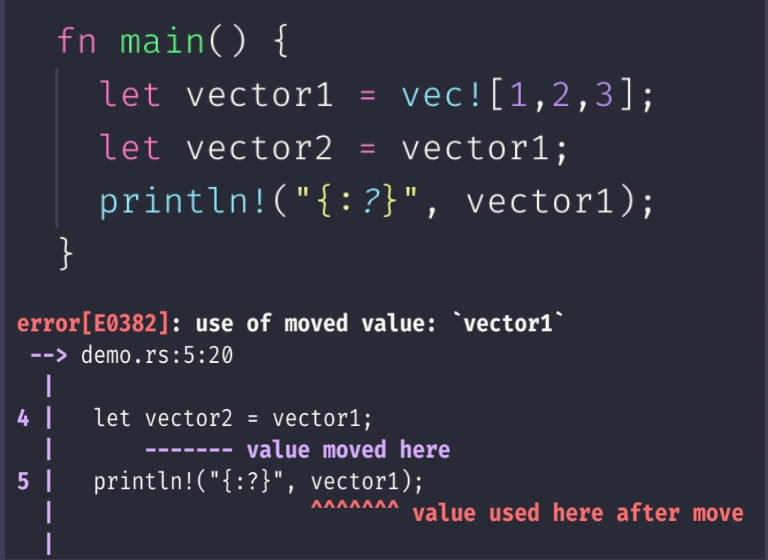 fn main() {
let vector1 = vec![1,2,3];
let vector2 = vector1;
println!("{:?}", vector1);
}
error[E0382]: use of moved value: `vector1`
--> demo.rs:5:20
|
4 | let vector2 = vector1;
| ------- value moved here
5 | println!("{:?}", vector1);
| ^^^^^^^ value used here after move
|